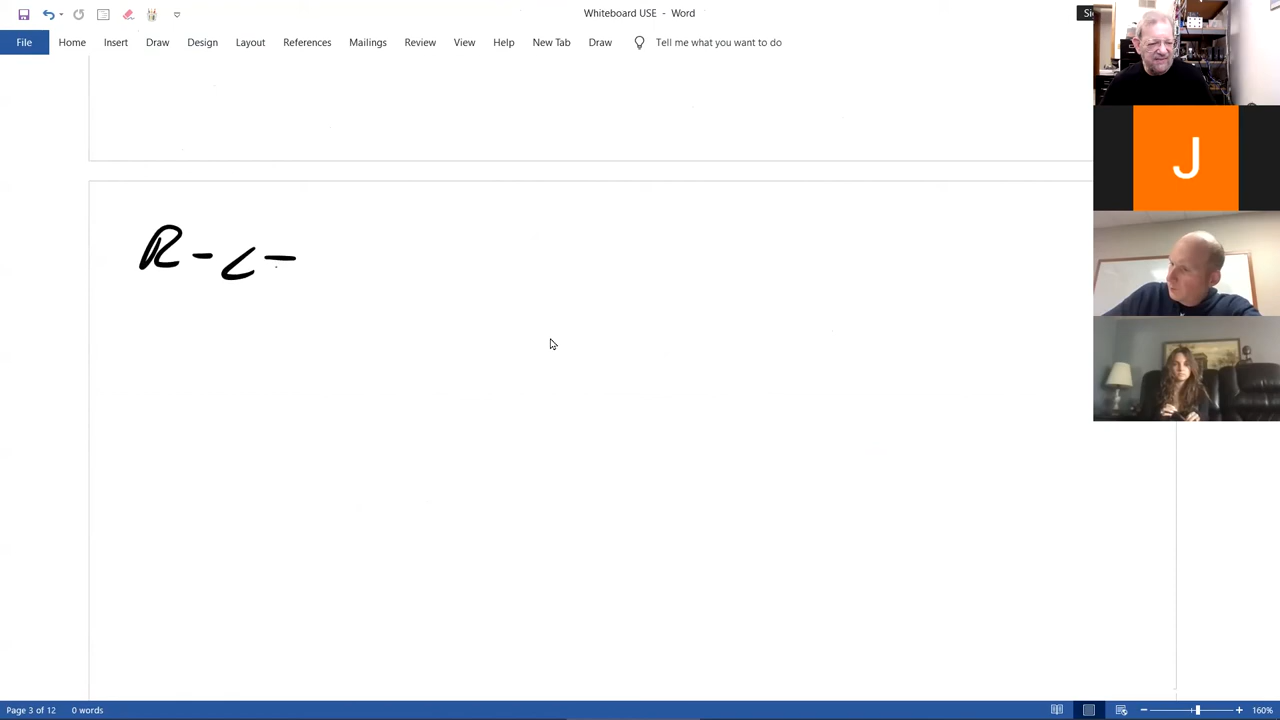 Whiteboard USE - Word
File Home Insert Draw Design Layout References Mailings Review View Help New Tab Draw Tell me what you want to do
J
R - L -
Page 3 of 12 0 words
160%